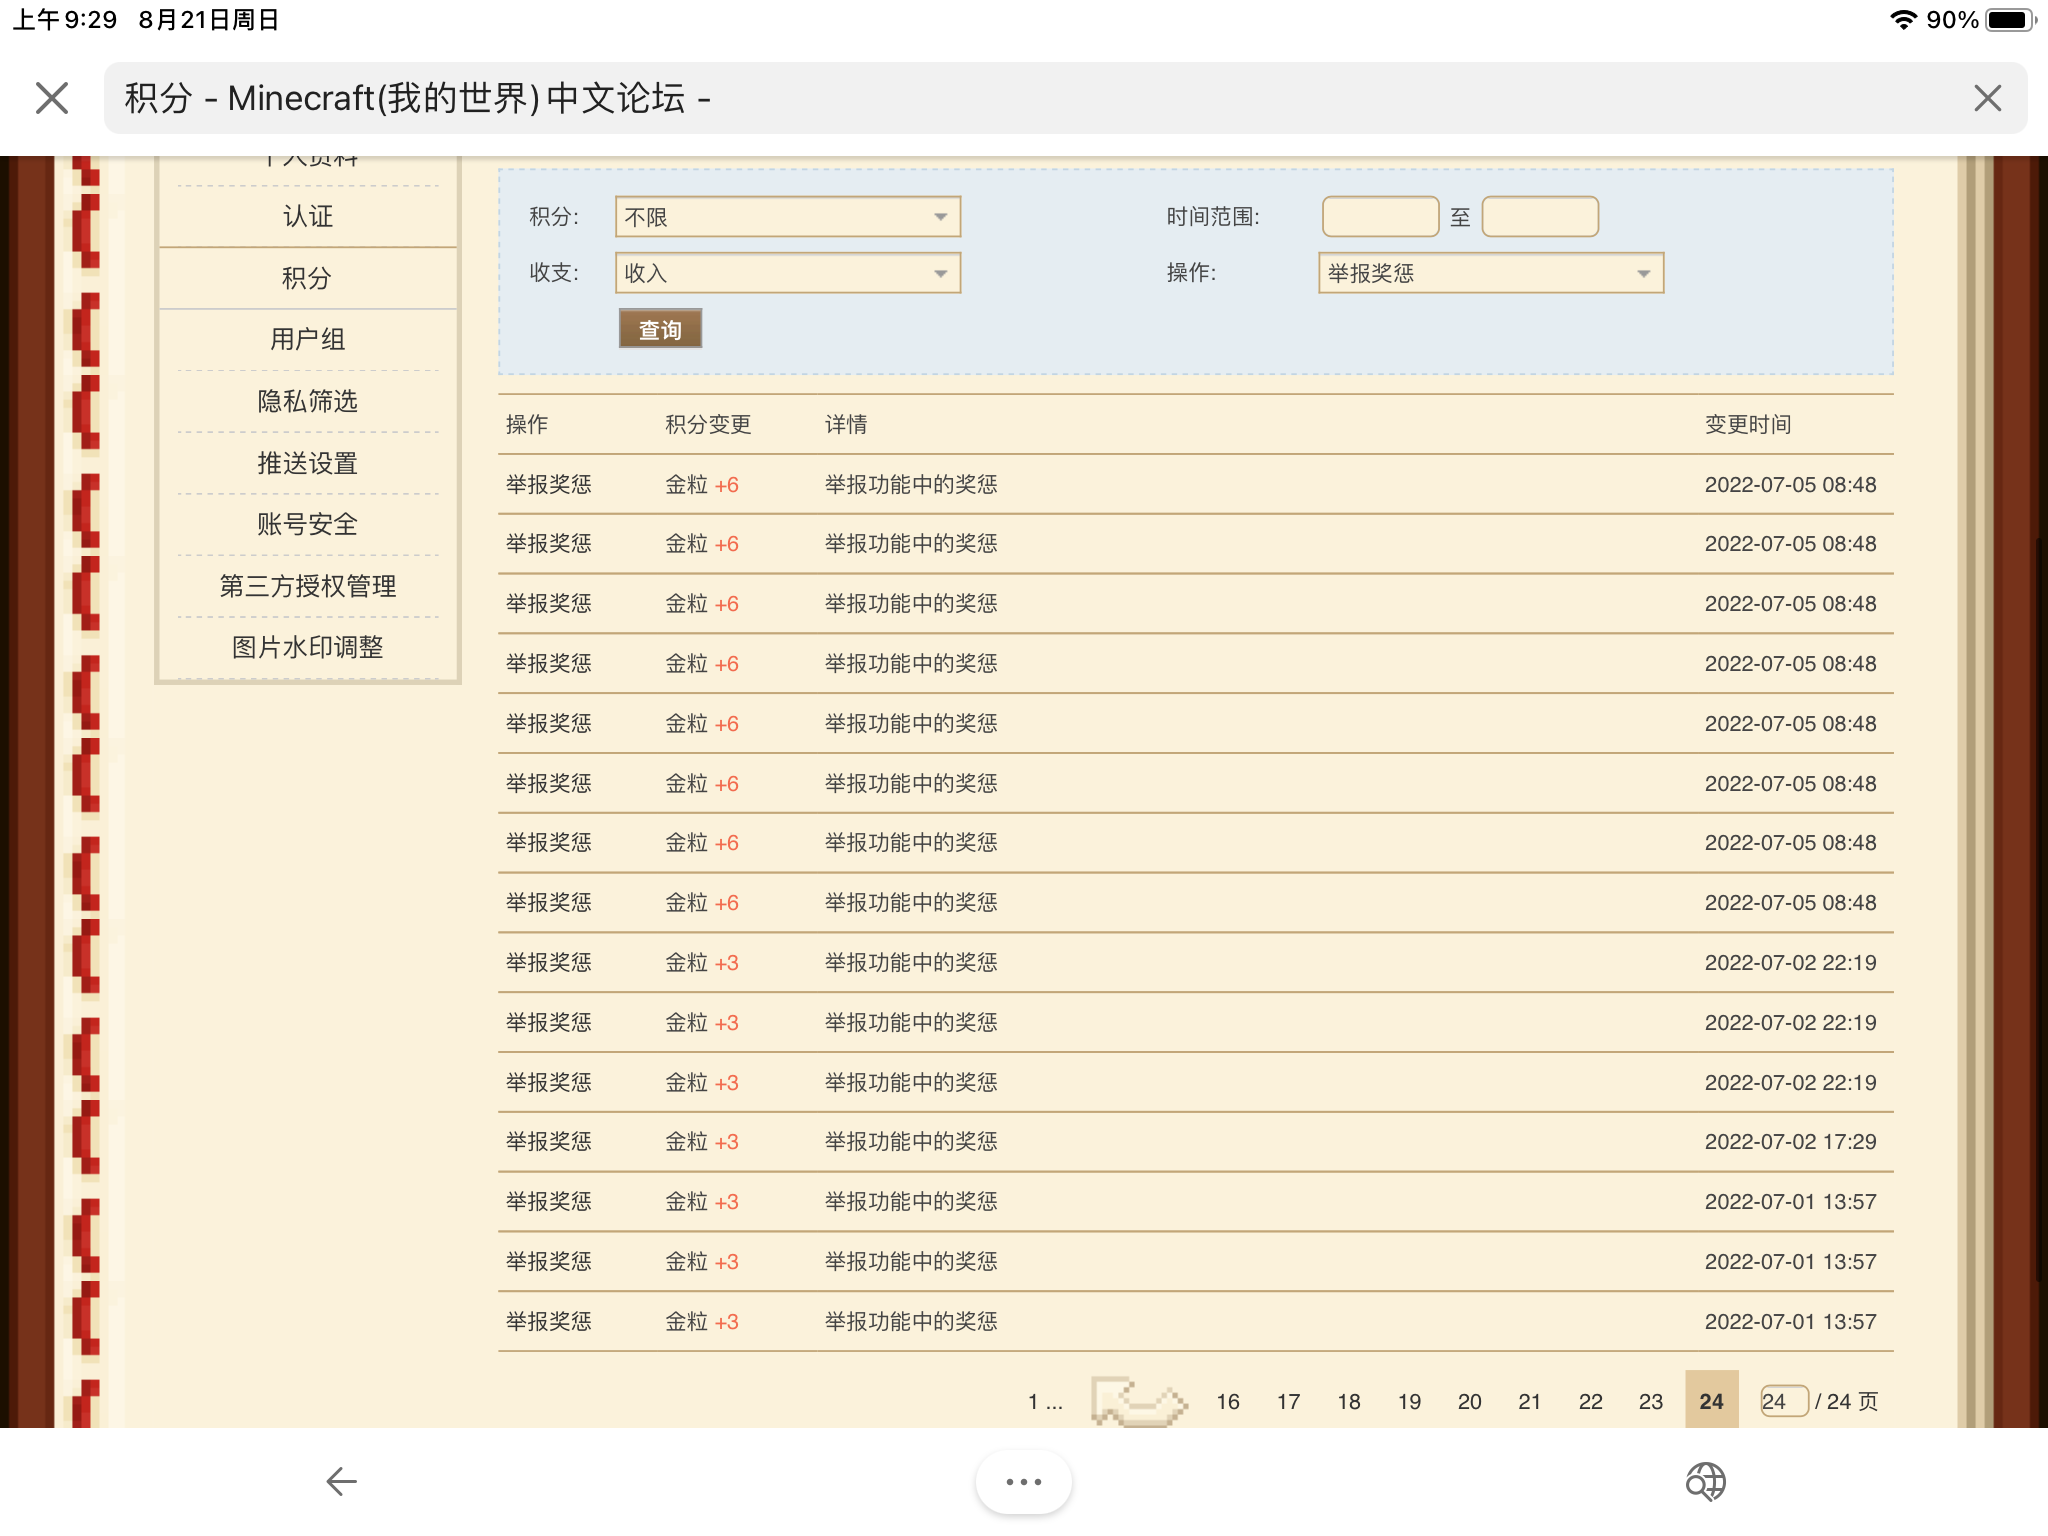 上午9:29 8月21日周日
90%
积分 - Minecraft(我的世界)中文论坛 -
个人资料
认证
积分
用户组
隐私筛选
推送设置
账号安全
第三方授权管理
图片水印调整
积分: 不限 时间范围: 至
收支: 收入 操作: 举报奖惩
查询
操作 积分变更 详情 变更时间
举报奖惩 金粒 +6 举报功能中的奖惩 2022-07-05 08:48
举报奖惩 金粒 +6 举报功能中的奖惩 2022-07-05 08:48
举报奖惩 金粒 +6 举报功能中的奖惩 2022-07-05 08:48
举报奖惩 金粒 +6 举报功能中的奖惩 2022-07-05 08:48
举报奖惩 金粒 +6 举报功能中的奖惩 2022-07-05 08:48
举报奖惩 金粒 +6 举报功能中的奖惩 2022-07-05 08:48
举报奖惩 金粒 +6 举报功能中的奖惩 2022-07-05 08:48
举报奖惩 金粒 +6 举报功能中的奖惩 2022-07-05 08:48
举报奖惩 金粒 +3 举报功能中的奖惩 2022-07-02 22:19
举报奖惩 金粒 +3 举报功能中的奖惩 2022-07-02 22:19
举报奖惩 金粒 +3 举报功能中的奖惩 2022-07-02 22:19
举报奖惩 金粒 +3 举报功能中的奖惩 2022-07-02 17:29
举报奖惩 金粒 +3 举报功能中的奖惩 2022-07-01 13:57
举报奖惩 金粒 +3 举报功能中的奖惩 2022-07-01 13:57
举报奖惩 金粒 +3 举报功能中的奖惩 2022-07-01 13:57
1 ... 16 17 18 19 20 21 22 23 24 24 / 24 页